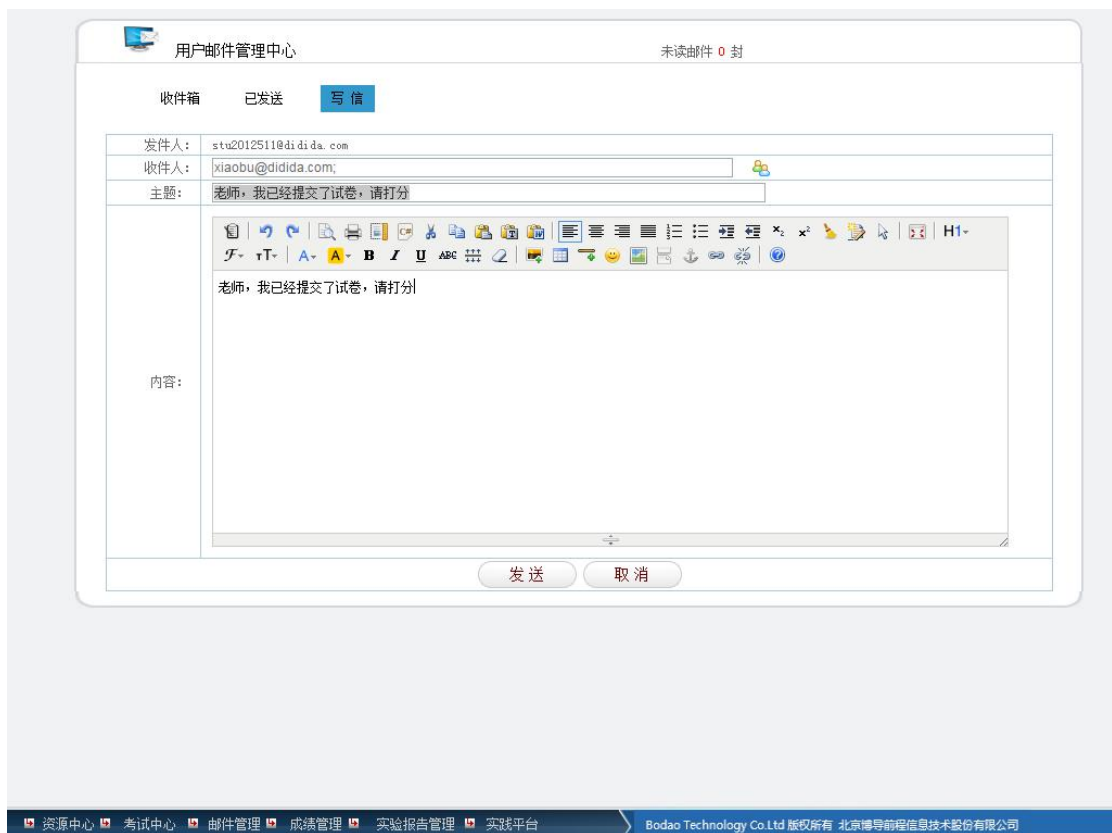 用户邮件管理中心
未读邮件 0 封
收件箱 已发送 写 信
发件人： stu2012511@didida.com
收件人： xiaobu@didida.com;
主题： 老师，我已经提交了试卷，请打分
H1
老师，我已经提交了试卷，请打分
内容：
发 送 取 消
资源中心 考试中心 邮件管理 成绩管理 实验报告管理 实践平台 Bodao Technology Co.Ltd 版权所有 北京博导前程信息技术股份有限公司